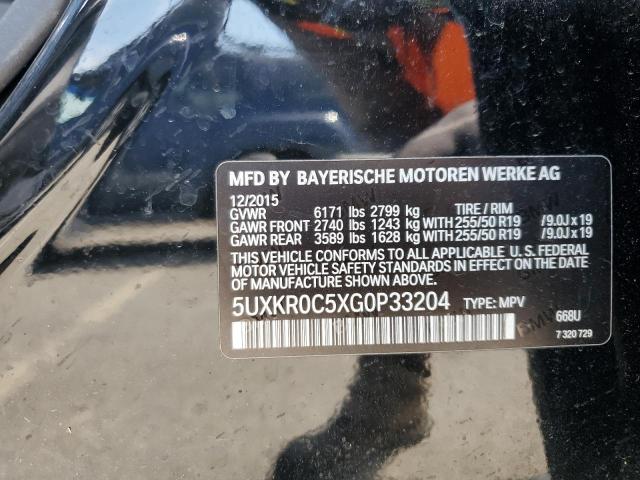 MFD BY BAYERISCHE MOTOREN WERKE AG
12/2015 TIRE / RIM
GVWR 6171 lbs 2799 kg
GAWR FRONT 2740 lbs 1243 kg WITH 255/50 R19 /9.0J x 19
GAWR REAR 3589 lbs 1628 kg WITH 255/50 R19 /9.0J x 19
THIS VEHICLE CONFORMS TO ALL APPLICABLE U.S. FEDERAL
MOTOR VEHICLE SAFETY STANDARDS IN EFFECT ON THE DATE
OF MANUFACTURE SHOWN ABOVE.
5UXKR0C5XG0P33204 TYPE: MPV
668U
7 320 729